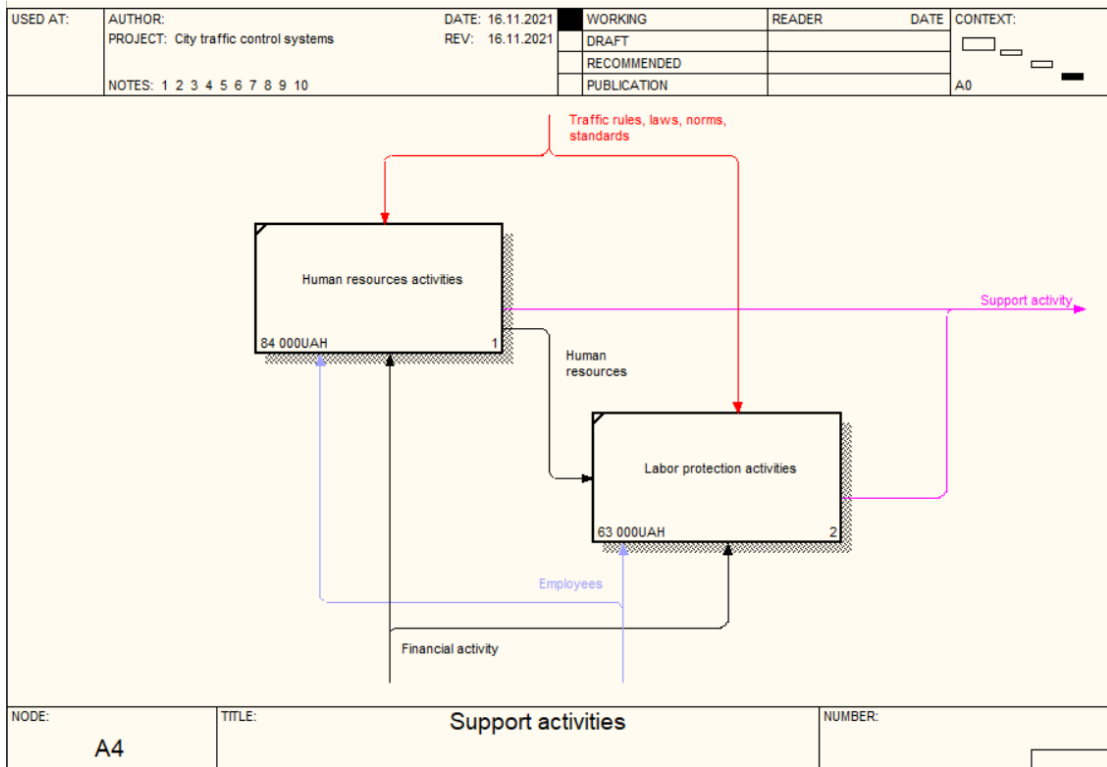 USED AT:
AUTHOR:
DATE: 16.11.2021
WORKING
READER
DATE
CONTEXT:
PROJECT: City traffic control systems
REV: 16.11.2021
DRAFT
RECOMMENDED
NOTES: 1 2 3 4 5 6 7 8 9 10
PUBLICATION
A0
Traffic rules, laws, norms,
standards
Human resources activities
84 000UAH
1
Support activity
Human
resources
Labor protection activities
63 000UAH
2
Employees
Financial activity
NODE:
A4
TITLE:
Support activities
NUMBER: